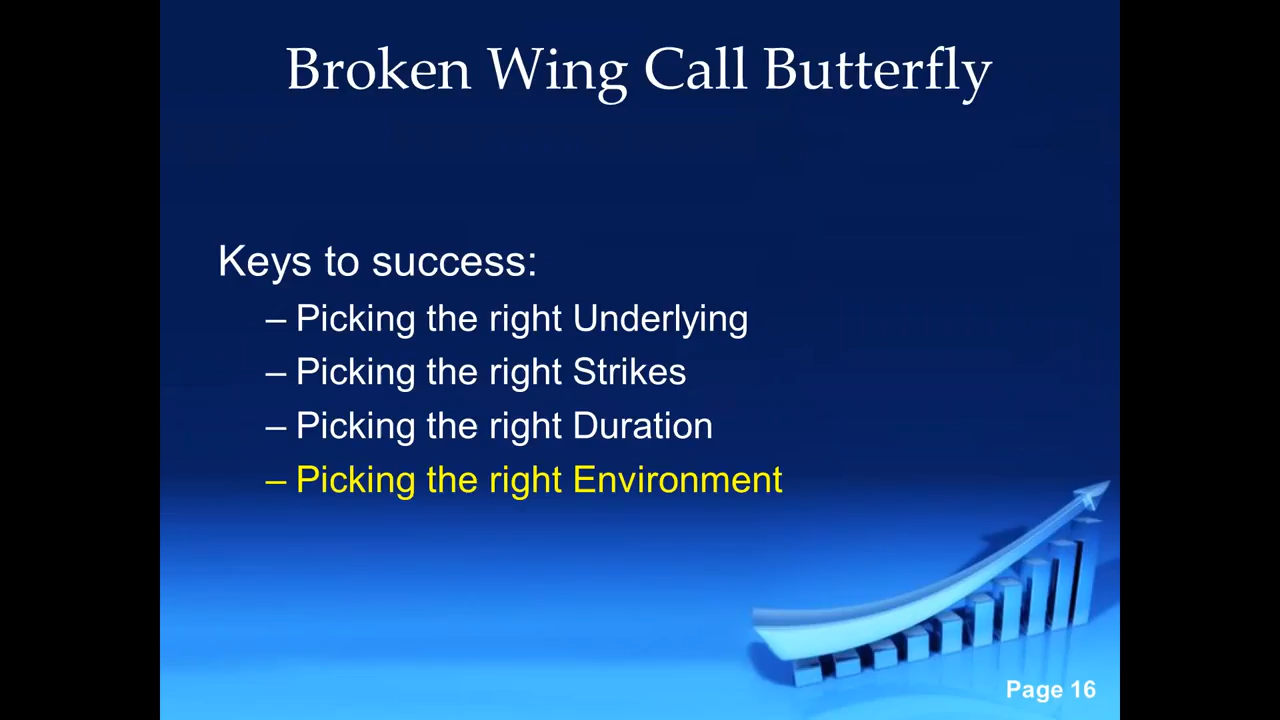 Broken Wing Call Butterfly
Keys to success:
– Picking the right Underlying
– Picking the right Strikes
– Picking the right Duration
– Picking the right Environment
Page 16